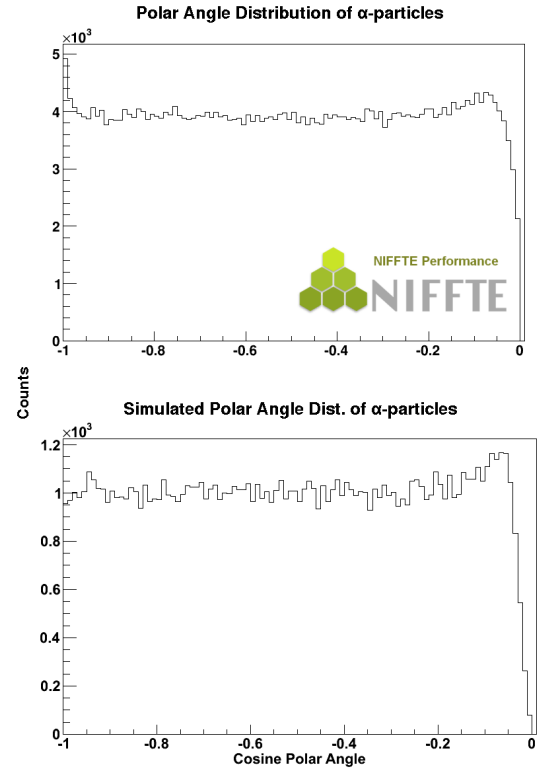 Polar Angle Distribution of α-particles
×10³
5
4
3
2
1
0
-1 -0.8 -0.6 -0.4 -0.2 0
NIFFTE Performance
NIFFTE
Counts
Simulated Polar Angle Dist. of α-particles
×10³
1.2
1
0.8
0.6
0.4
0.2
0
-1 -0.8 -0.6 -0.4 -0.2 0
Cosine Polar Angle